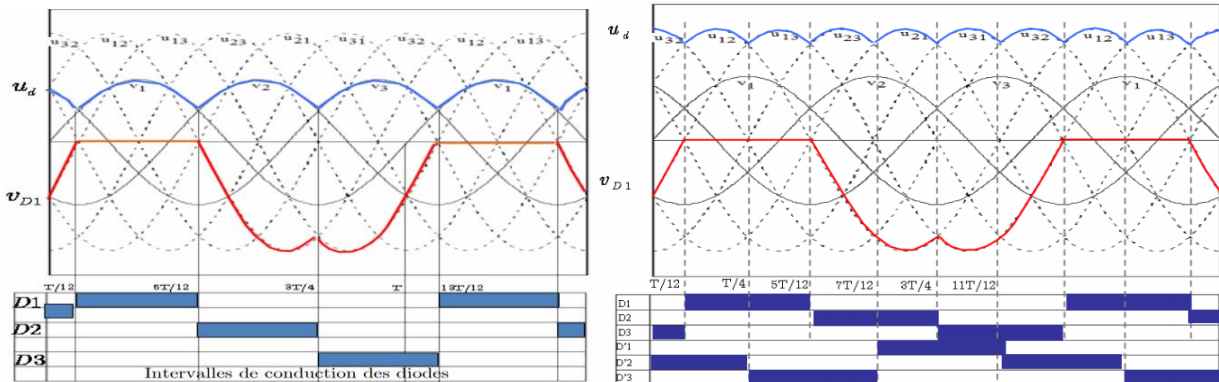 u32 u12 u13 u23 u21 u31 u32 u12 u13
ud
v1 v2 v3 v1
vD1
T/12 5T/12 3T/4 T 13T/12
D1
D2
D3
Intervalles de conduction des diodes
ud
u32 u12 u13 u23 u21 u31 u32 u12 u13
v1 v2 v3 v1
vD1
T/12 T/4 5T/12 7T/12 3T/4 11T/12
D1
D2
D3
D'1
D'2
D'3